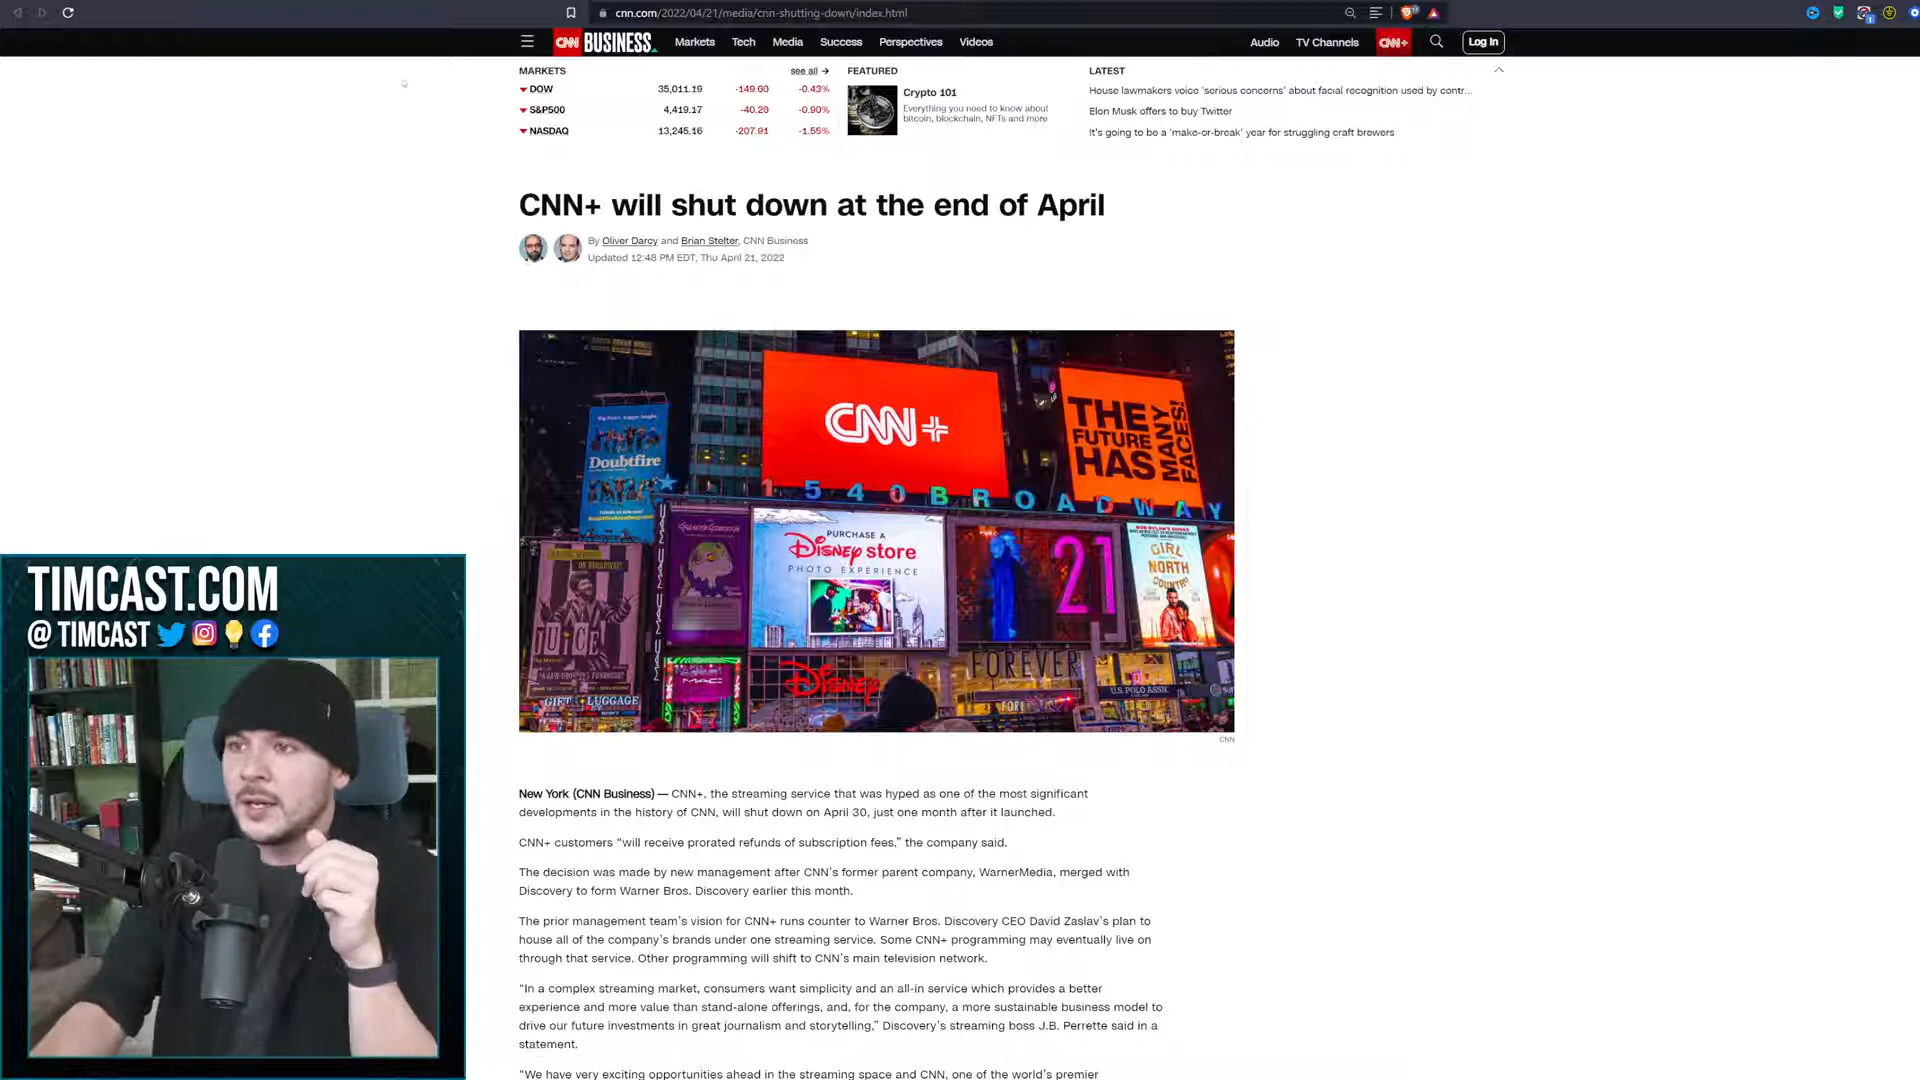 cnn.com/2022/04/21/media/cnn-shutting-down/index.html
CNN BUSINESS
Markets
Tech
Media
Success
Perspectives
Videos
Audio
TV Channels
CNN+
Log In
MARKETS
see all →
DOW 35,011.19 -149.60 -0.43%
S&P500 4,419.17 -40.29 -0.90%
NASDAQ 13,245.16 -207.91 -1.55%
FEATURED
Crypto 101
Everything you need to know about
bitcoin, blockchain, NFTs and more
LATEST
House lawmakers voice 'serious concerns' about facial recognition used by contr...
Elon Musk offers to buy Twitter
It's going to be a 'make-or-break' year for struggling craft brewers
CNN+ will shut down at the end of April
By Oliver Darcy and Brian Stelter, CNN Business
Updated 12:48 PM EDT, Thu April 21, 2022
CNN+
THE
FUTURE
HAS
MANY
FACES!
Doubtfire
1540 BROADWAY
PURCHASE A
Disney store
PHOTO EXPERIENCE
21
GIRL
NORTH
COUNTRY
JUICE
MAC
Disney
FOREVER
U.S. POLO ASSN.
GIFT LUGGAGE
CNN
TIMCAST.COM
@ TIMCAST
New York (CNN Business) — CNN+, the streaming service that was hyped as one of the most significant
developments in the history of CNN, will shut down on April 30, just one month after it launched.
CNN+ customers “will receive prorated refunds of subscription fees,” the company said.
The decision was made by new management after CNN's former parent company, WarnerMedia, merged with
Discovery to form Warner Bros. Discovery earlier this month.
The prior management team's vision for CNN+ runs counter to Warner Bros. Discovery CEO David Zaslav's plan to
house all of the company's brands under one streaming service. Some CNN+ programming may eventually live on
through that service. Other programming will shift to CNN's main television network.
“In a complex streaming market, consumers want simplicity and an all-in service which provides a better
experience and more value than stand-alone offerings, and, for the company, a more sustainable business model to
drive our future investments in great journalism and storytelling,” Discovery's streaming boss J.B. Perrette said in a
statement.
“We have very exciting opportunities ahead in the streaming space and CNN, one of the world's premier